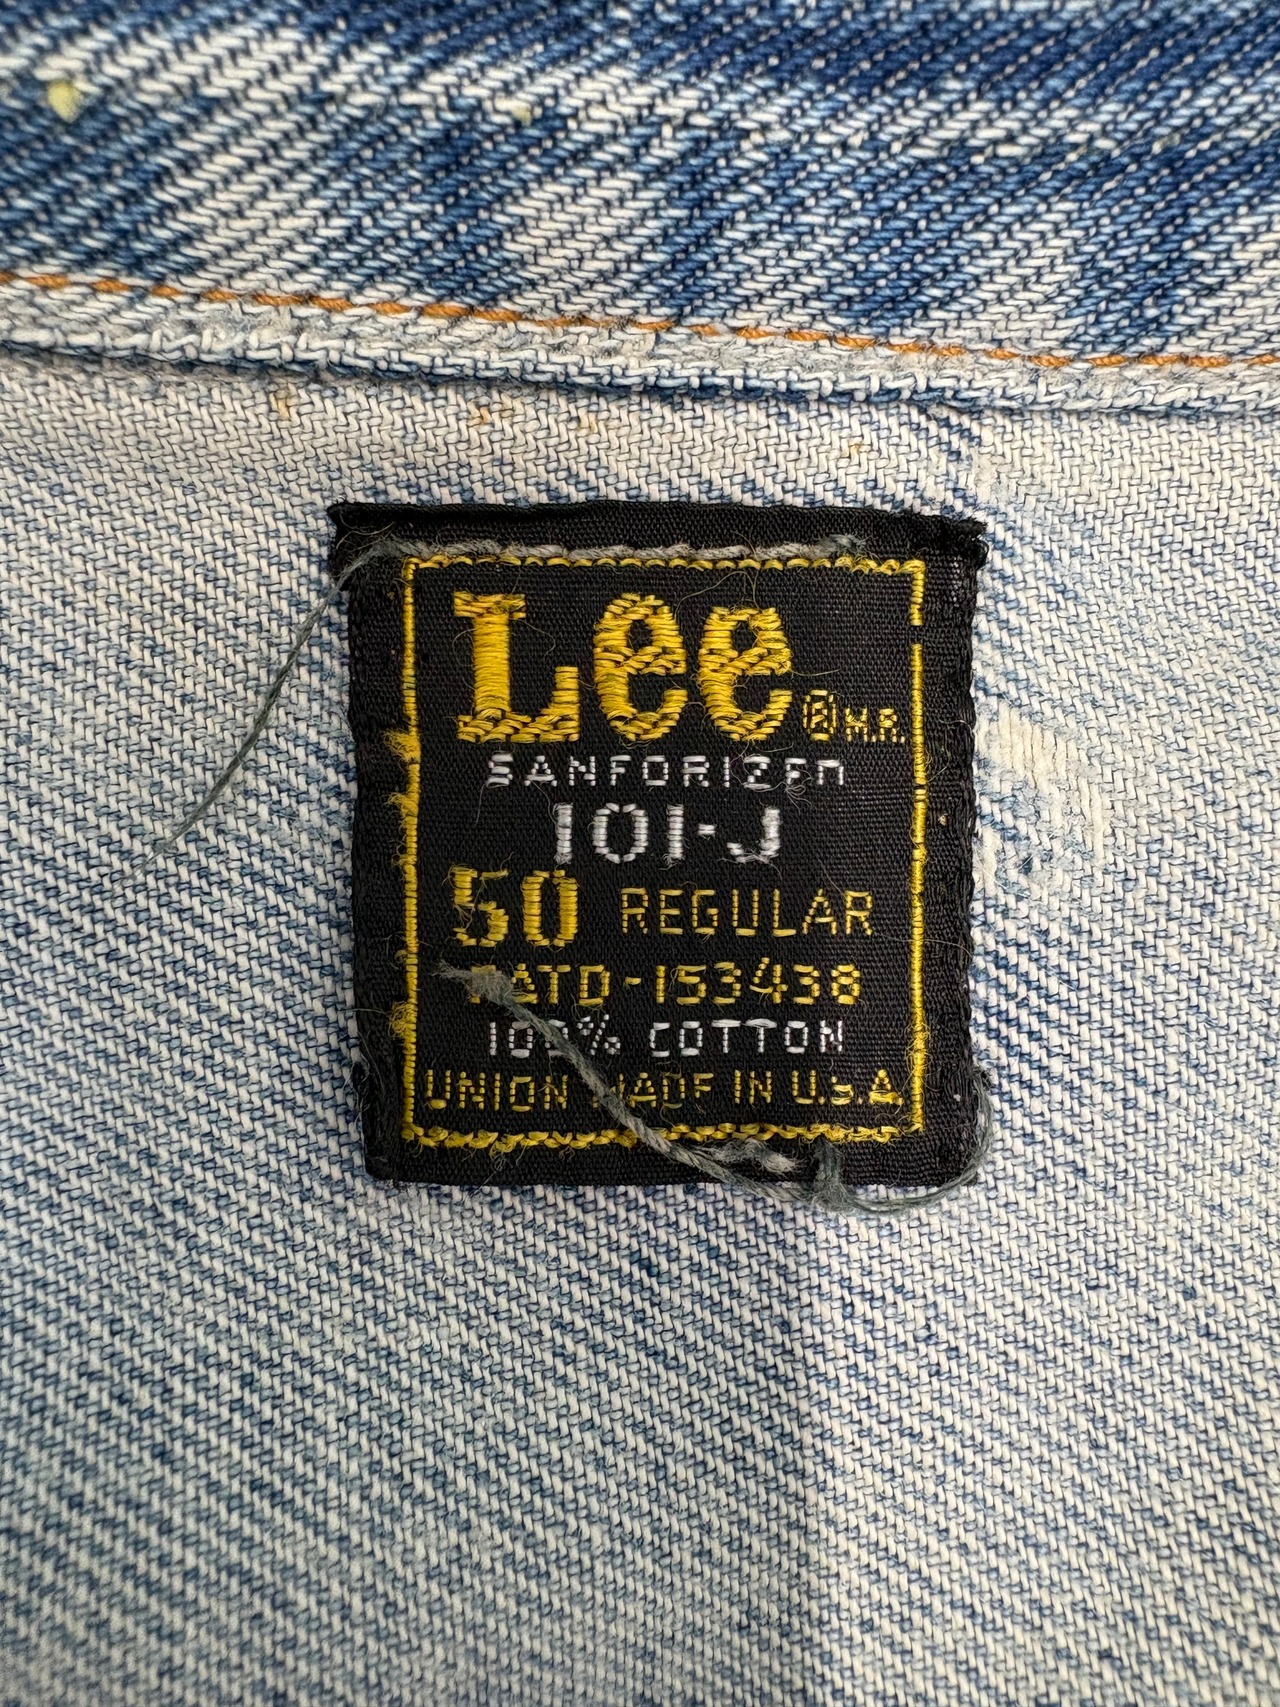 Lee ® M.R.
SANFORIZED
101-J
50 REGULAR
PATD-153438
100% COTTON
UNION MADE IN U.S.A.